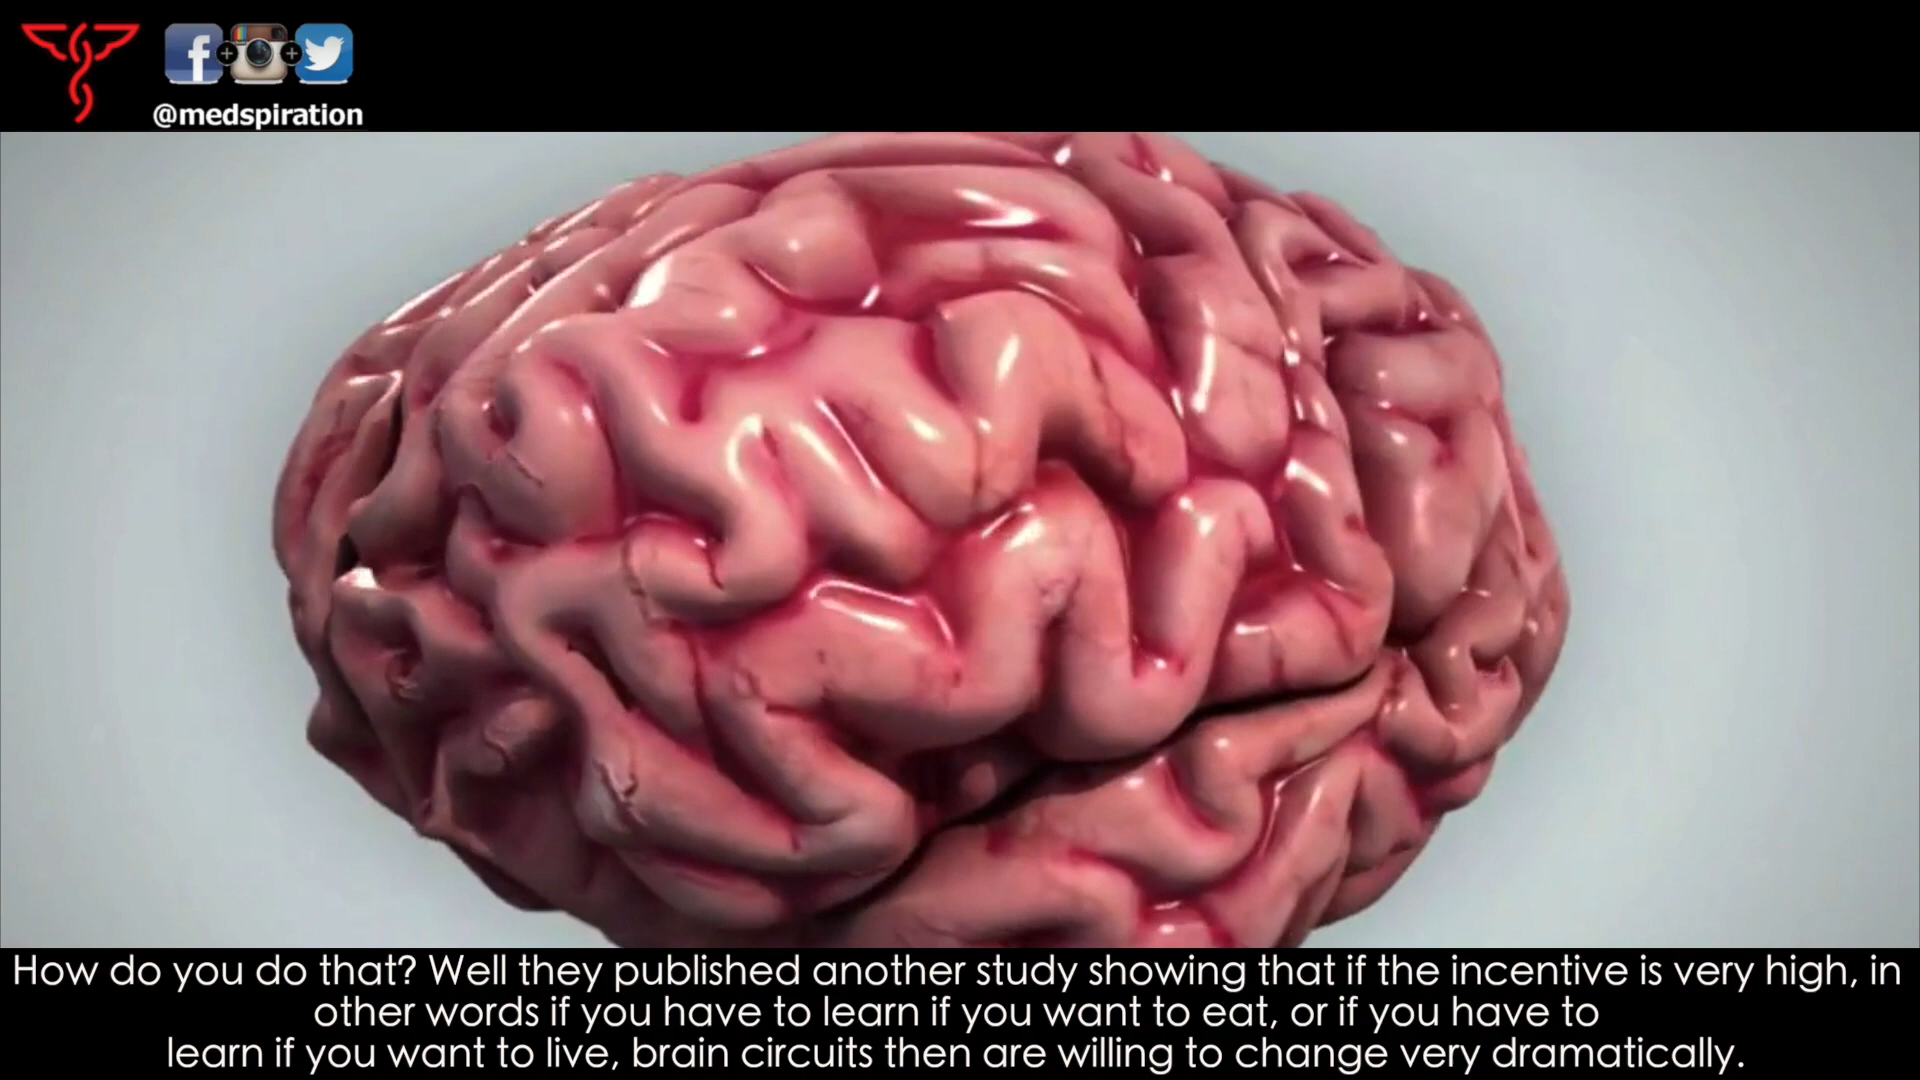 @medspiration
How do you do that? Well they published another study showing that if the incentive is very high, in
other words if you have to learn if you want to eat, or if you have to
learn if you want to live, brain circuits then are willing to change very dramatically.